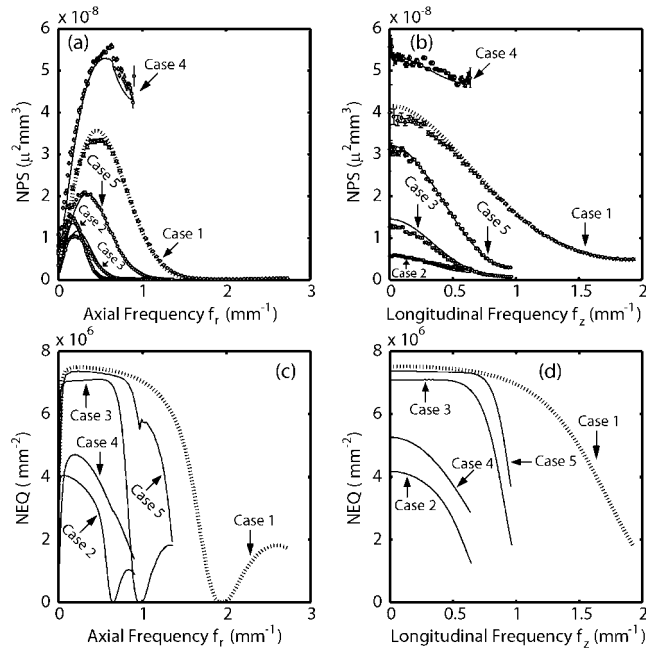 x 10⁻⁸
(a)
Case 4
Case 5
Case 2
Case 3
Case 1
NPS (μ²mm³)
6
5
4
3
2
1
0
0 1 2 3
Axial Frequency fr (mm⁻¹)
x 10⁻⁸
(b)
Case 4
Case 3
Case 1
Case 5
Case 2
NPS (μ²mm³)
6
5
4
3
2
1
0
0 0.5 1 1.5 2
Longitudinal Frequency fz (mm⁻¹)
x 10⁶
(c)
Case 3
Case 4
Case 2
Case 5
Case 1
NEQ ( mm⁻²)
8
6
4
2
0
0 1 2 3
Axial Frequency fr (mm⁻¹)
x 10⁶
(d)
Case 3
Case 1
Case 4
Case 5
Case 2
NEQ ( mm⁻²)
8
6
4
2
0
0 0.5 1 1.5 2
Longitudinal Frequency fz (mm⁻¹)